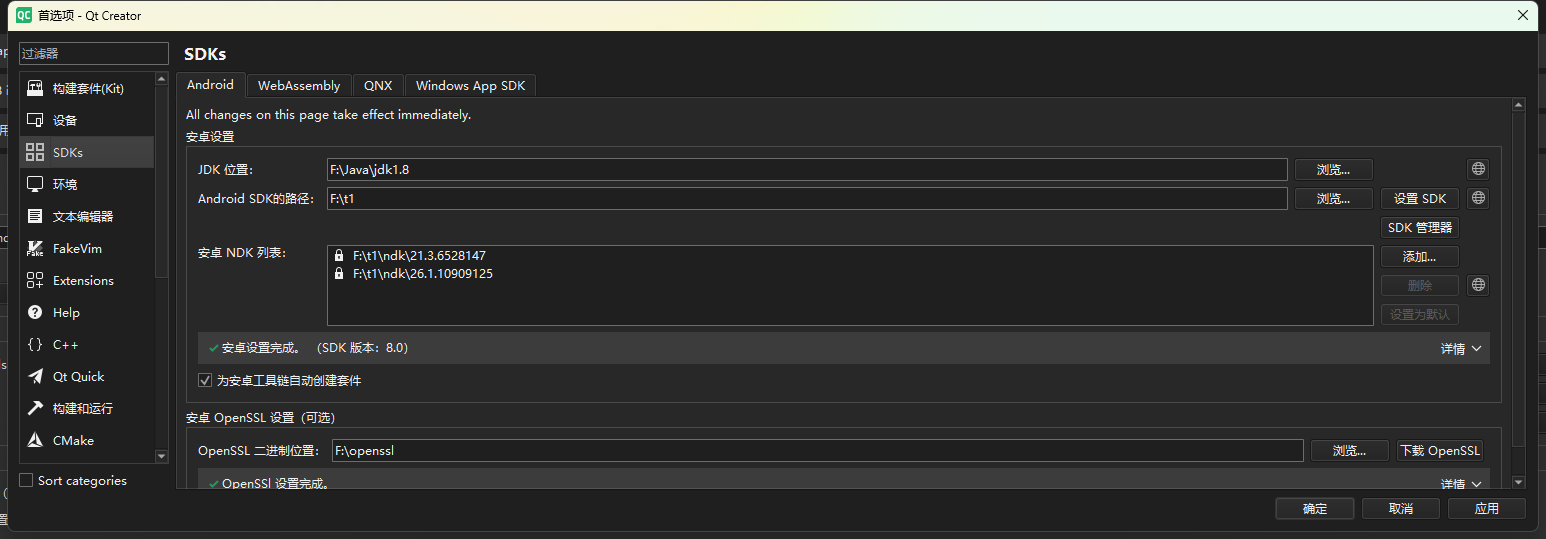 首选项 - Qt Creator
过滤器
SDKs
构建套件(Kit)
设备
SDKs
环境
文本编辑器
FakeVim
Extensions
Help
C++
Qt Quick
构建和运行
CMake
Sort categories
Android WebAssembly QNX Windows App SDK
All changes on this page take effect immediately.
安卓设置
JDK 位置: F:\Java\jdk1.8 浏览...
Android SDK的路径: F:\t1 浏览... 设置 SDK
SDK 管理器
安卓 NDK 列表: F:\t1\ndk\21.3.6528147 添加...
F:\t1\ndk\26.1.10909125
删除
设置为默认
安卓设置完成。 (SDK 版本: 8.0) 详情
为安卓工具链自动创建套件
安卓 OpenSSL 设置 (可选)
OpenSSL 二进制位置: F:\openssl 浏览... 下载 OpenSSL
OpenSSl 设置完成。 详情
确定 取消 应用